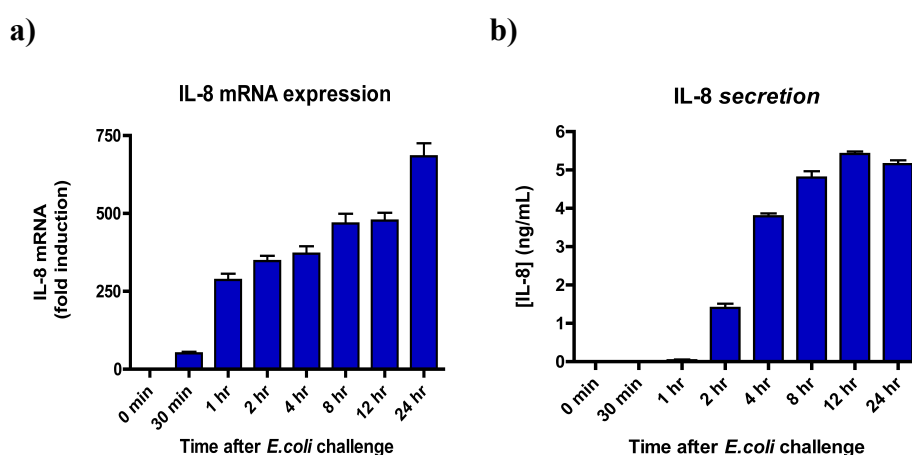 a)
IL-8 mRNA expression
IL-8 mRNA
(fold induction)
750
500
250
0
0 min
30 min
1 hr
2 hr
4 hr
8 hr
12 hr
24 hr
Time after E.coli challenge
b)
IL-8 secretion
[IL-8] (ng/mL)
6
5
4
3
2
1
0
0 min
30 min
1 hr
2 hr
4 hr
8 hr
12 hr
24 hr
Time after E.coli challenge